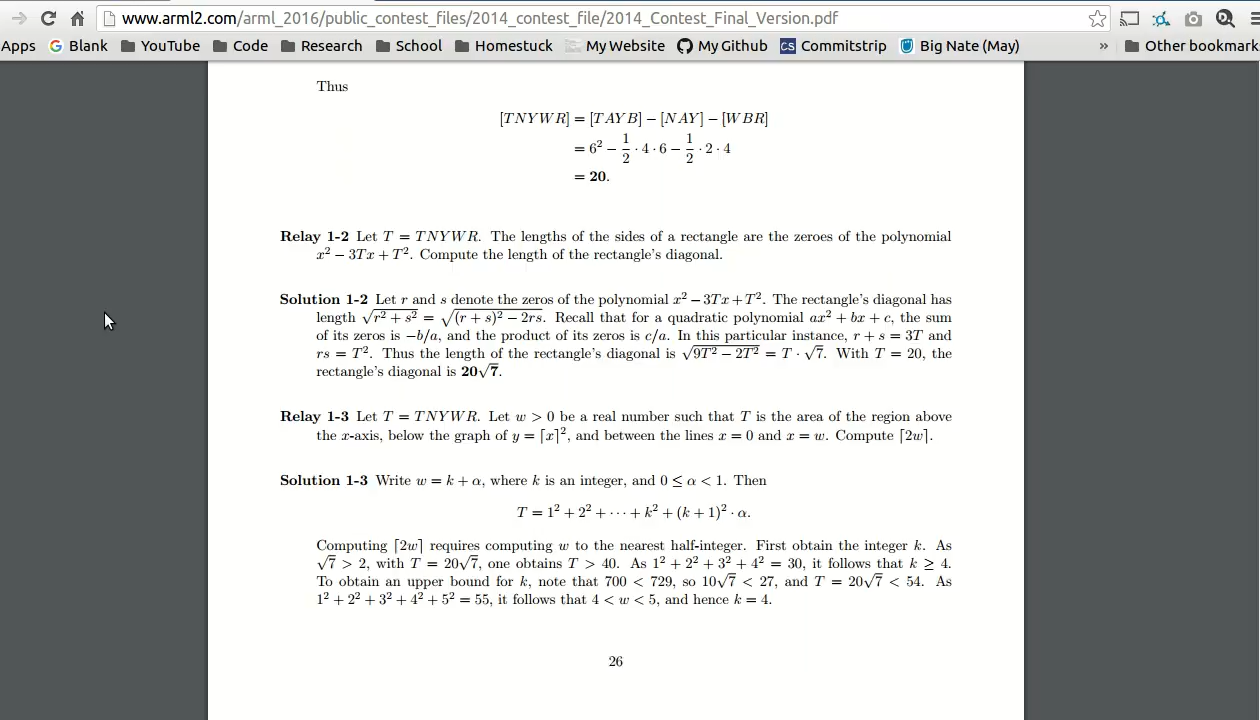 www.arml2.com/arml_2016/public_contest_files/2014_contest_file/2014_Contest_Final_Version.pdf
Apps Blank YouTube Code Research School Homestuck My Website My Github CS Commitstrip Big Nate (May) » Other bookmark
Thus
[TNYWR] = [TAYB] − [NAY] − [WBR]
= 6² − 1/2 · 4 · 6 − 1/2 · 2 · 4
= 20.
Relay 1-2 Let T = TNYWR. The lengths of the sides of a rectangle are the zeroes of the polynomial
x² − 3Tx + T². Compute the length of the rectangle's diagonal.
Solution 1-2 Let r and s denote the zeros of the polynomial x² − 3Tx + T². The rectangle's diagonal has
length √(r² + s²) = √((r + s)² − 2rs). Recall that for a quadratic polynomial ax² + bx + c, the sum
of its zeros is −b/a, and the product of its zeros is c/a. In this particular instance, r + s = 3T and
rs = T². Thus the length of the rectangle's diagonal is √(9T² − 2T²) = T · √7. With T = 20, the
rectangle's diagonal is 20√7.
Relay 1-3 Let T = TNYWR. Let w > 0 be a real number such that T is the area of the region above
the x-axis, below the graph of y = ⌈x⌉², and between the lines x = 0 and x = w. Compute ⌈2w⌉.
Solution 1-3 Write w = k + α, where k is an integer, and 0 ≤ α < 1. Then
T = 1² + 2² + · · · + k² + (k + 1)² · α.
Computing ⌈2w⌉ requires computing w to the nearest half-integer. First obtain the integer k. As
√7 > 2, with T = 20√7, one obtains T > 40. As 1² + 2² + 3² + 4² = 30, it follows that k ≥ 4.
To obtain an upper bound for k, note that 700 < 729, so 10√7 < 27, and T = 20√7 < 54. As
1² + 2² + 3² + 4² + 5² = 55, it follows that 4 < w < 5, and hence k = 4.
26